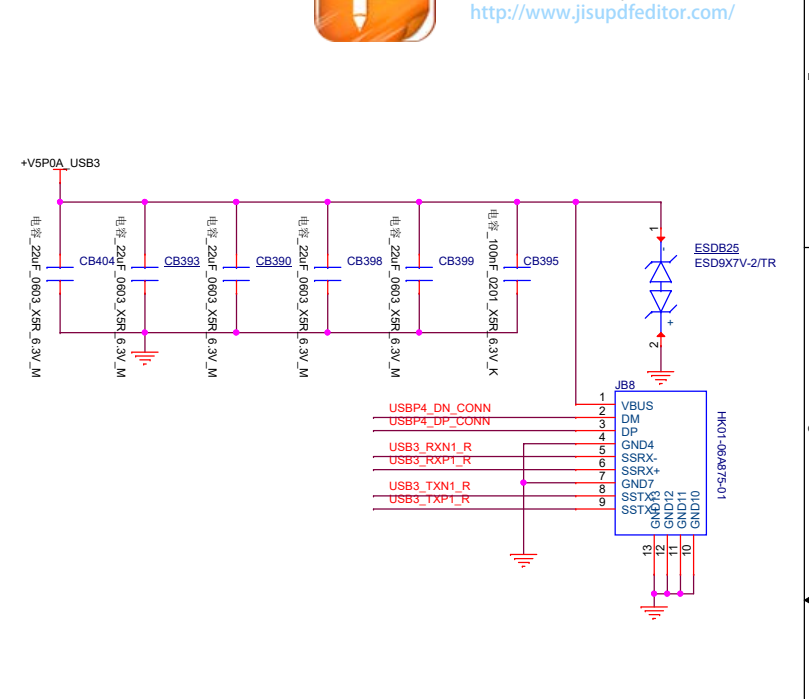 http://www.jisupdfeditor.com/
+V5P0A_USB3
电容_22uF_0603_X5R_6.3V_M
CB404
电容_22uF_0603_X5R_6.3V_M
CB393
电容_22uF_0603_X5R_6.3V_M
CB390
电容_22uF_0603_X5R_6.3V_M
CB398
电容_22uF_0603_X5R_6.3V_M
CB399
电容_100nF_0201_X5R_6.3V_K
CB395
1
-
ESDB25
ESD9X7V-2/TR
+
2
JB8
HK01-06A875-01
1 VBUS
USBP4_DN_CONN 2 DM
USBP4_DP_CONN 3 DP
4 GND4
USB3_RXN1_R 5 SSRX-
USB3_RXP1_R 6 SSRX+
7 GND7
USB3_TXN1_R 8 SSTX
USB3_TXP1_R 9 SSTX
GND13
GND12
GND11
GND10
13
12
11
10